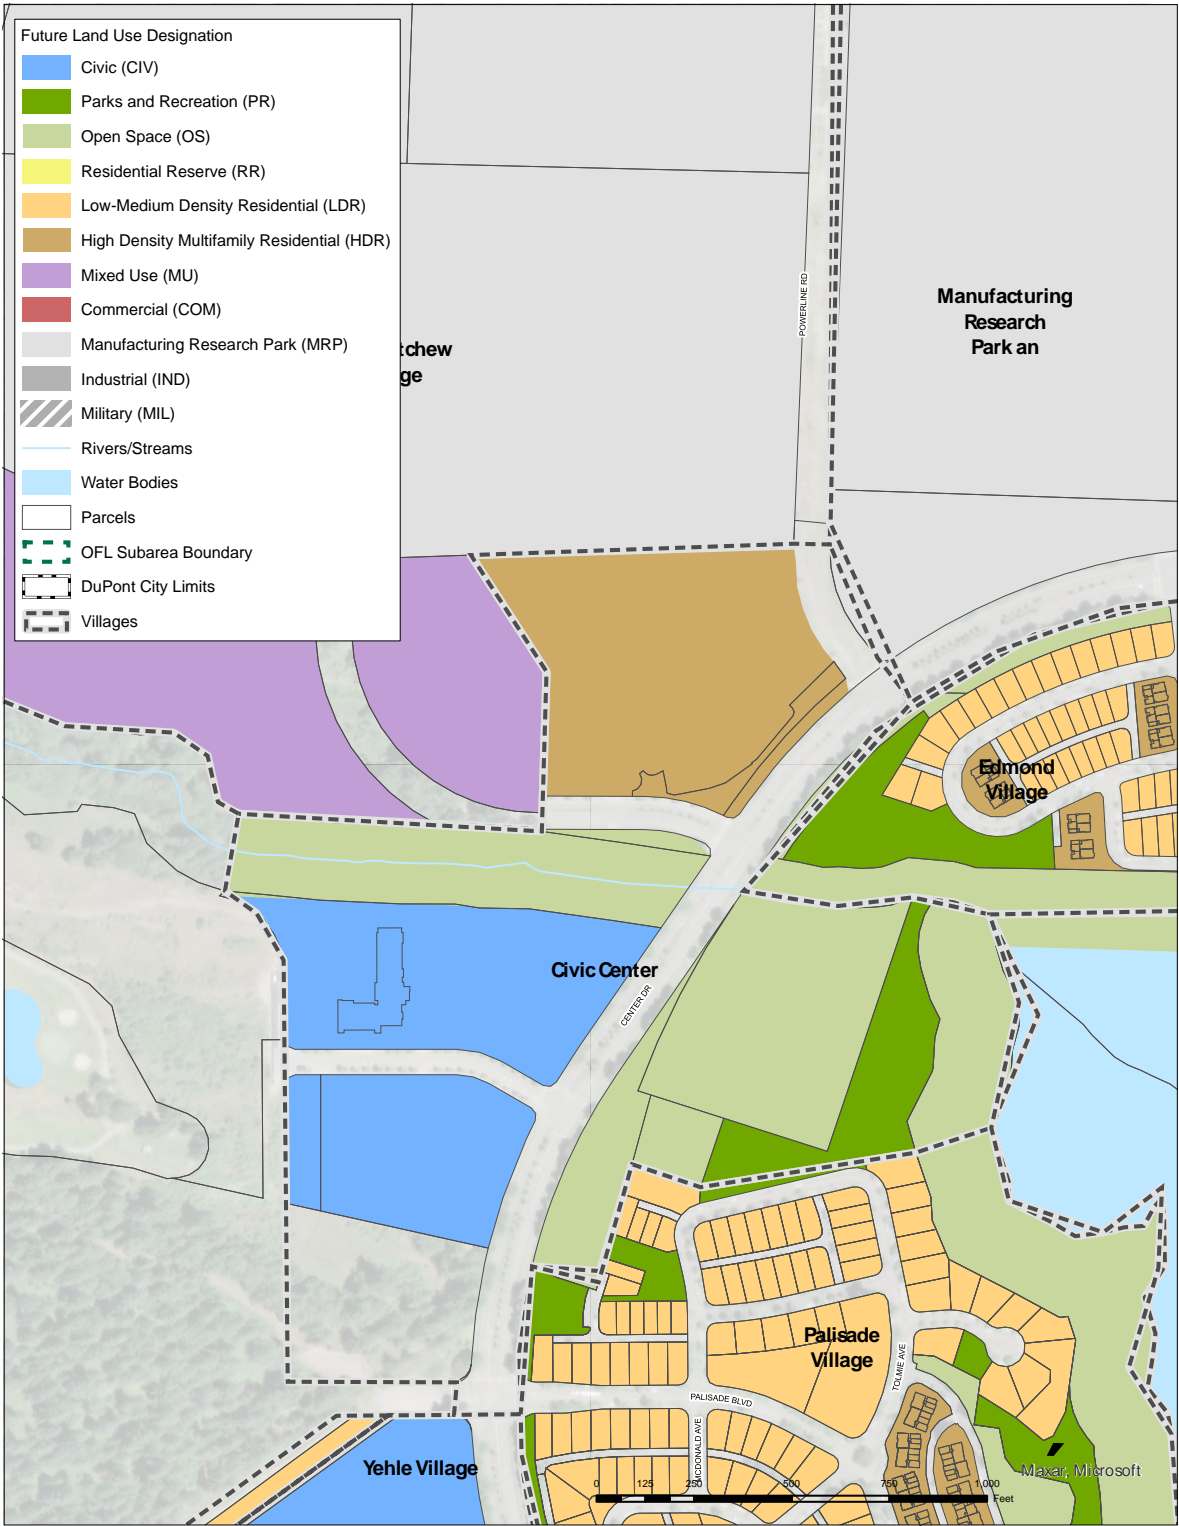 Future Land Use Designation
Civic (CIV)
Parks and Recreation (PR)
Open Space (OS)
Residential Reserve (RR)
Low-Medium Density Residential (LDR)
High Density Multifamily Residential (HDR)
Mixed Use (MU)
Commercial (COM)
Manufacturing Research Park (MRP)
Industrial (IND)
Military (MIL)
Rivers/Streams
Water Bodies
Parcels
OFL Subarea Boundary
DuPont City Limits
Villages
tchew
ge
POWERLINE RD
Manufacturing
Research
Park an
Edmond
Village
Civic Center
CENTER DR
Palisade
Village
TOLMIE AVE
PALISADE BLVD
MCDONALD AVE
Yehle Village
Maxar, Microsoft
0 125 250 500 750 1,000
Feet